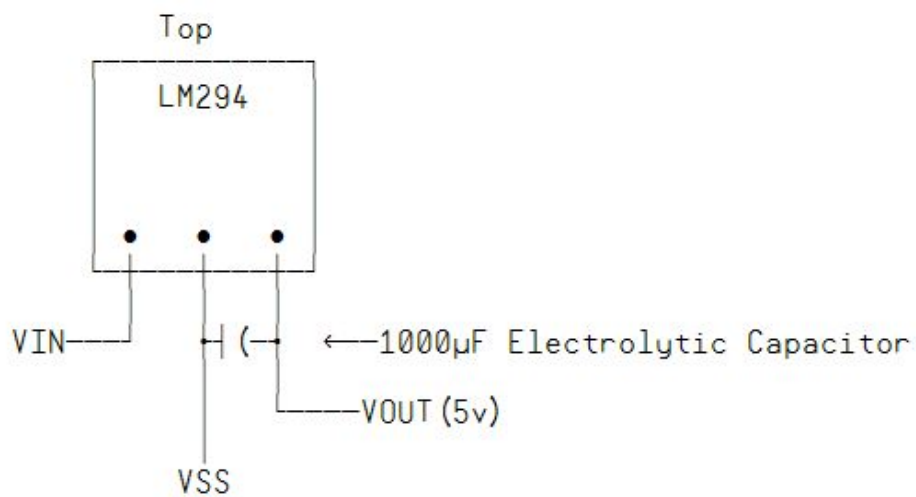 Top
LM294
VIN
1000µF Electrolytic Capacitor
VOUT(5v)
VSS